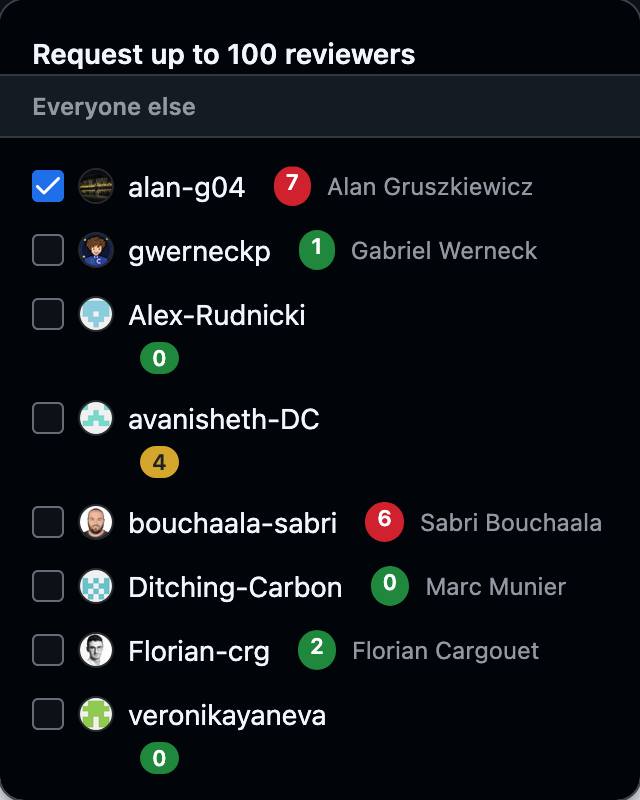 Request up to 100 reviewers
Everyone else
alan-g04 7 Alan Gruszkiewicz
gwerneckp 1 Gabriel Werneck
Alex-Rudnicki
0
avanisheth-DC
4
bouchaala-sabri 6 Sabri Bouchaala
Ditching-Carbon 0 Marc Munier
Florian-crg 2 Florian Cargouet
veronikayaneva
0